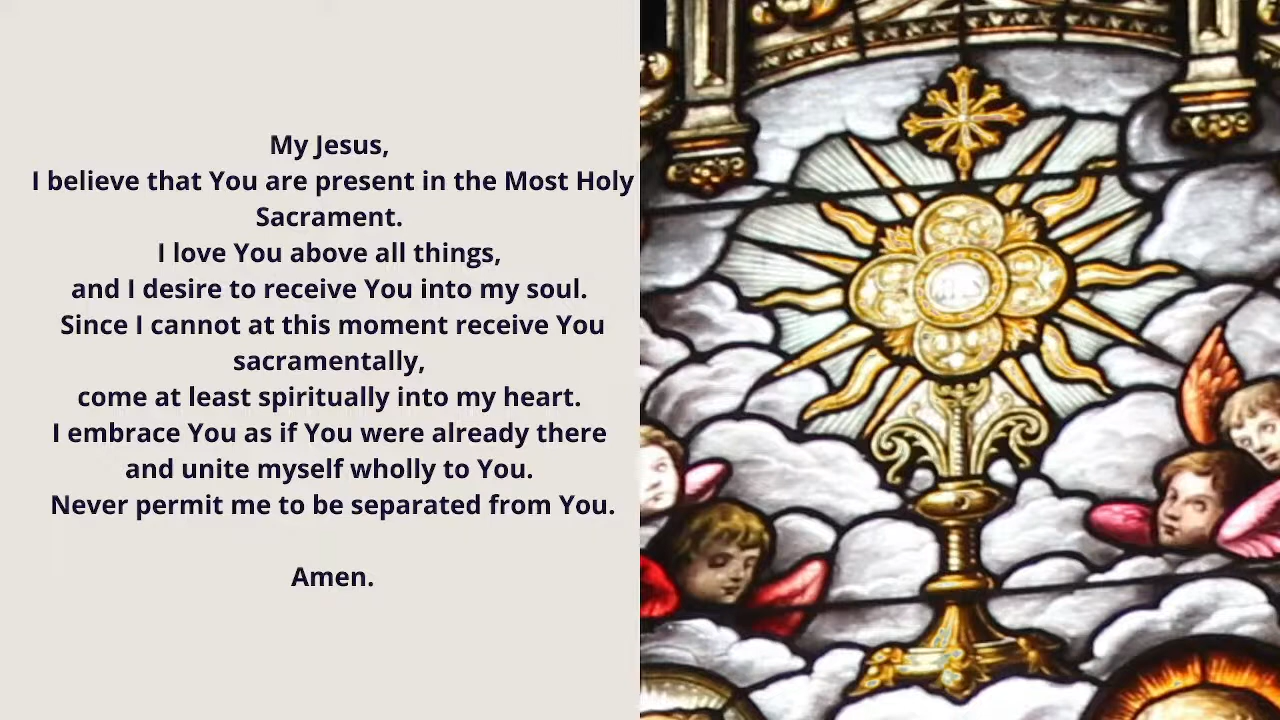 My Jesus,
I believe that You are present in the Most Holy
Sacrament.
I love You above all things,
and I desire to receive You into my soul.
Since I cannot at this moment receive You
sacramentally,
come at least spiritually into my heart.
I embrace You as if You were already there
and unite myself wholly to You.
Never permit me to be separated from You.
Amen.